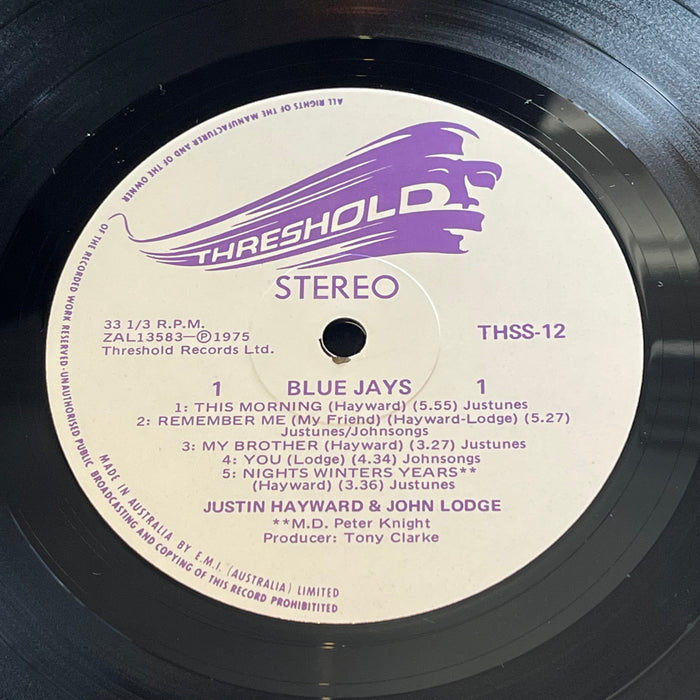 ALL RIGHTS OF THE MANUFACTURER AND OF THE OWNER
OF THE RECORDED WORK RESERVED · UNAUTHORISED PUBLIC BROADCASTING AND COPYING OF THIS RECORD PROHIBITITED
THRESHOLD
STEREO
33 1/3 R.P.M.
ZAL13583—Ⓟ1975
Threshold Records Ltd.
THSS-12
1 BLUE JAYS 1
1: THIS MORNING (Hayward) (5.55) Justunes
2: REMEMBER ME (My Friend) (Hayward-Lodge) (5.27)
Justunes/Johnsongs
3: MY BROTHER (Hayward) (3.27) Justunes
4: YOU (Lodge) (4.34) Johnsongs
5: NIGHTS WINTERS YEARS**
(Hayward) (3.36) Justunes
JUSTIN HAYWARD & JOHN LODGE
**M.D. Peter Knight
Producer: Tony Clarke
MADE IN AUSTRALIA BY E.M.I. (AUSTRALIA) LIMITED